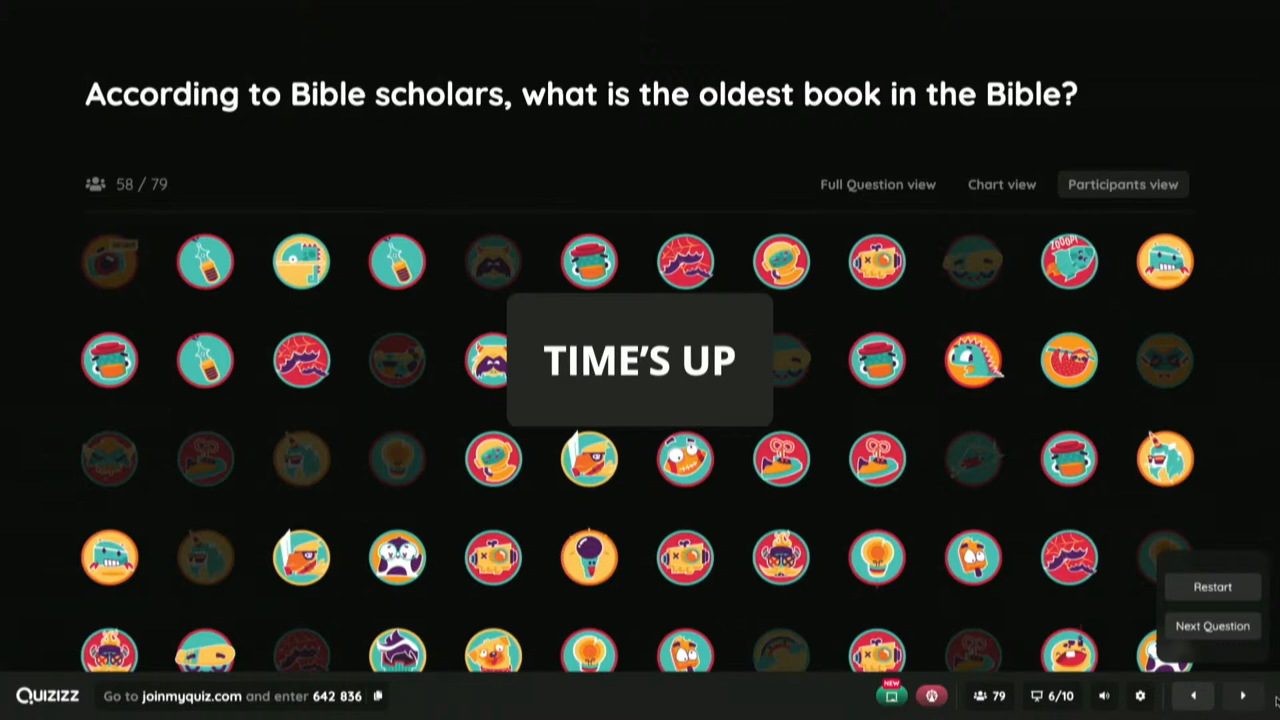 According to Bible scholars, what is the oldest book in the Bible?
58 / 79
Full Question view
Chart view
Participants view
ZOOOP!
TIME'S UP
Restart
Next Question
QUIZIZZ
Go to joinmyquiz.com and enter 642 836
NEW
79
6/10